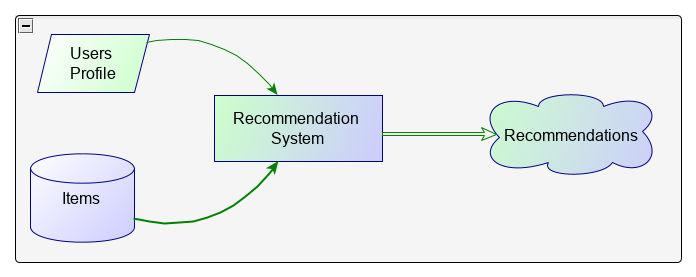 Users
Profile
Recommendation
System
Recommendations
Items